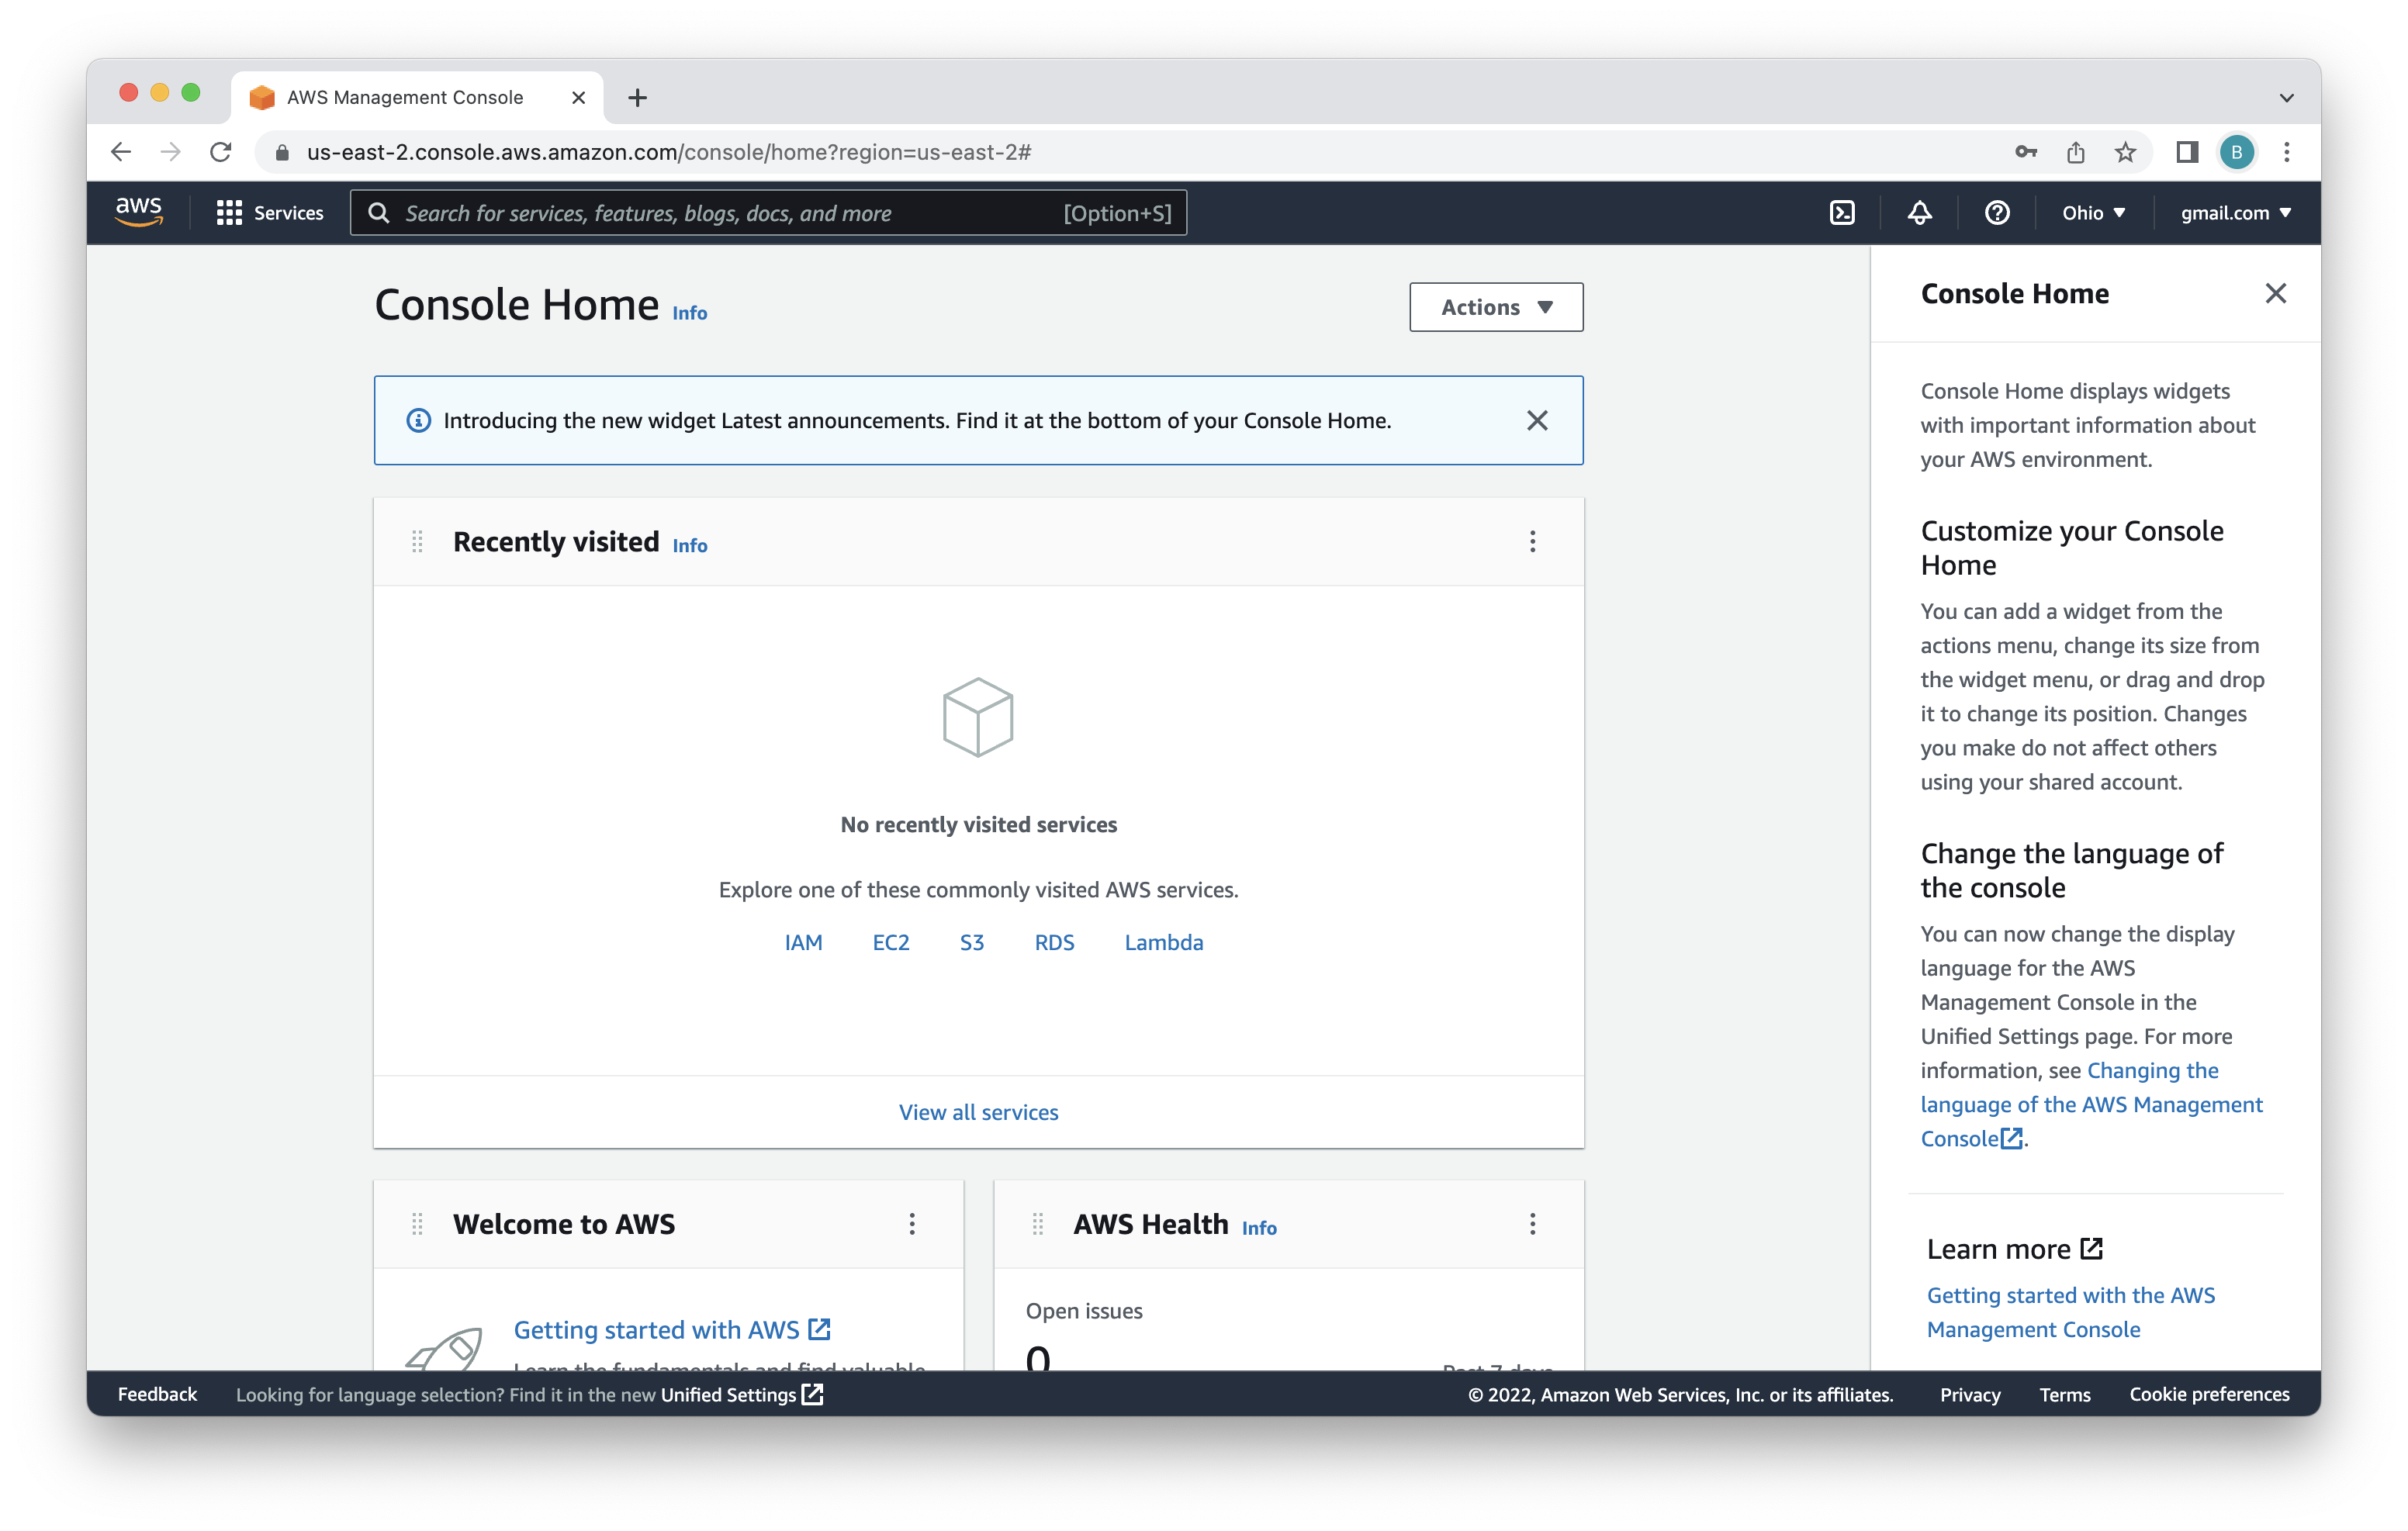 AWS Management Console
us-east-2.console.aws.amazon.com/console/home?region=us-east-2#
B
aws
Services
Search for services, features, blogs, docs, and more
[Option+S]
Ohio
gmail.com
Console Home Info
Actions
Introducing the new widget Latest announcements. Find it at the bottom of your Console Home.
Recently visited Info
No recently visited services
Explore one of these commonly visited AWS services.
IAM EC2 S3 RDS Lambda
View all services
Welcome to AWS
Getting started with AWS
Learn the fundamentals and find valuable
AWS Health Info
Open issues
0
Past 7 days
Console Home
Console Home displays widgets
with important information about
your AWS environment.
Customize your Console
Home
You can add a widget from the
actions menu, change its size from
the widget menu, or drag and drop
it to change its position. Changes
you make do not affect others
using your shared account.
Change the language of
the console
You can now change the display
language for the AWS
Management Console in the
Unified Settings page. For more
information, see Changing the
language of the AWS Management
Console.
Learn more
Getting started with the AWS
Management Console
Feedback
Looking for language selection? Find it in the new Unified Settings
© 2022, Amazon Web Services, Inc. or its affiliates.
Privacy
Terms
Cookie preferences